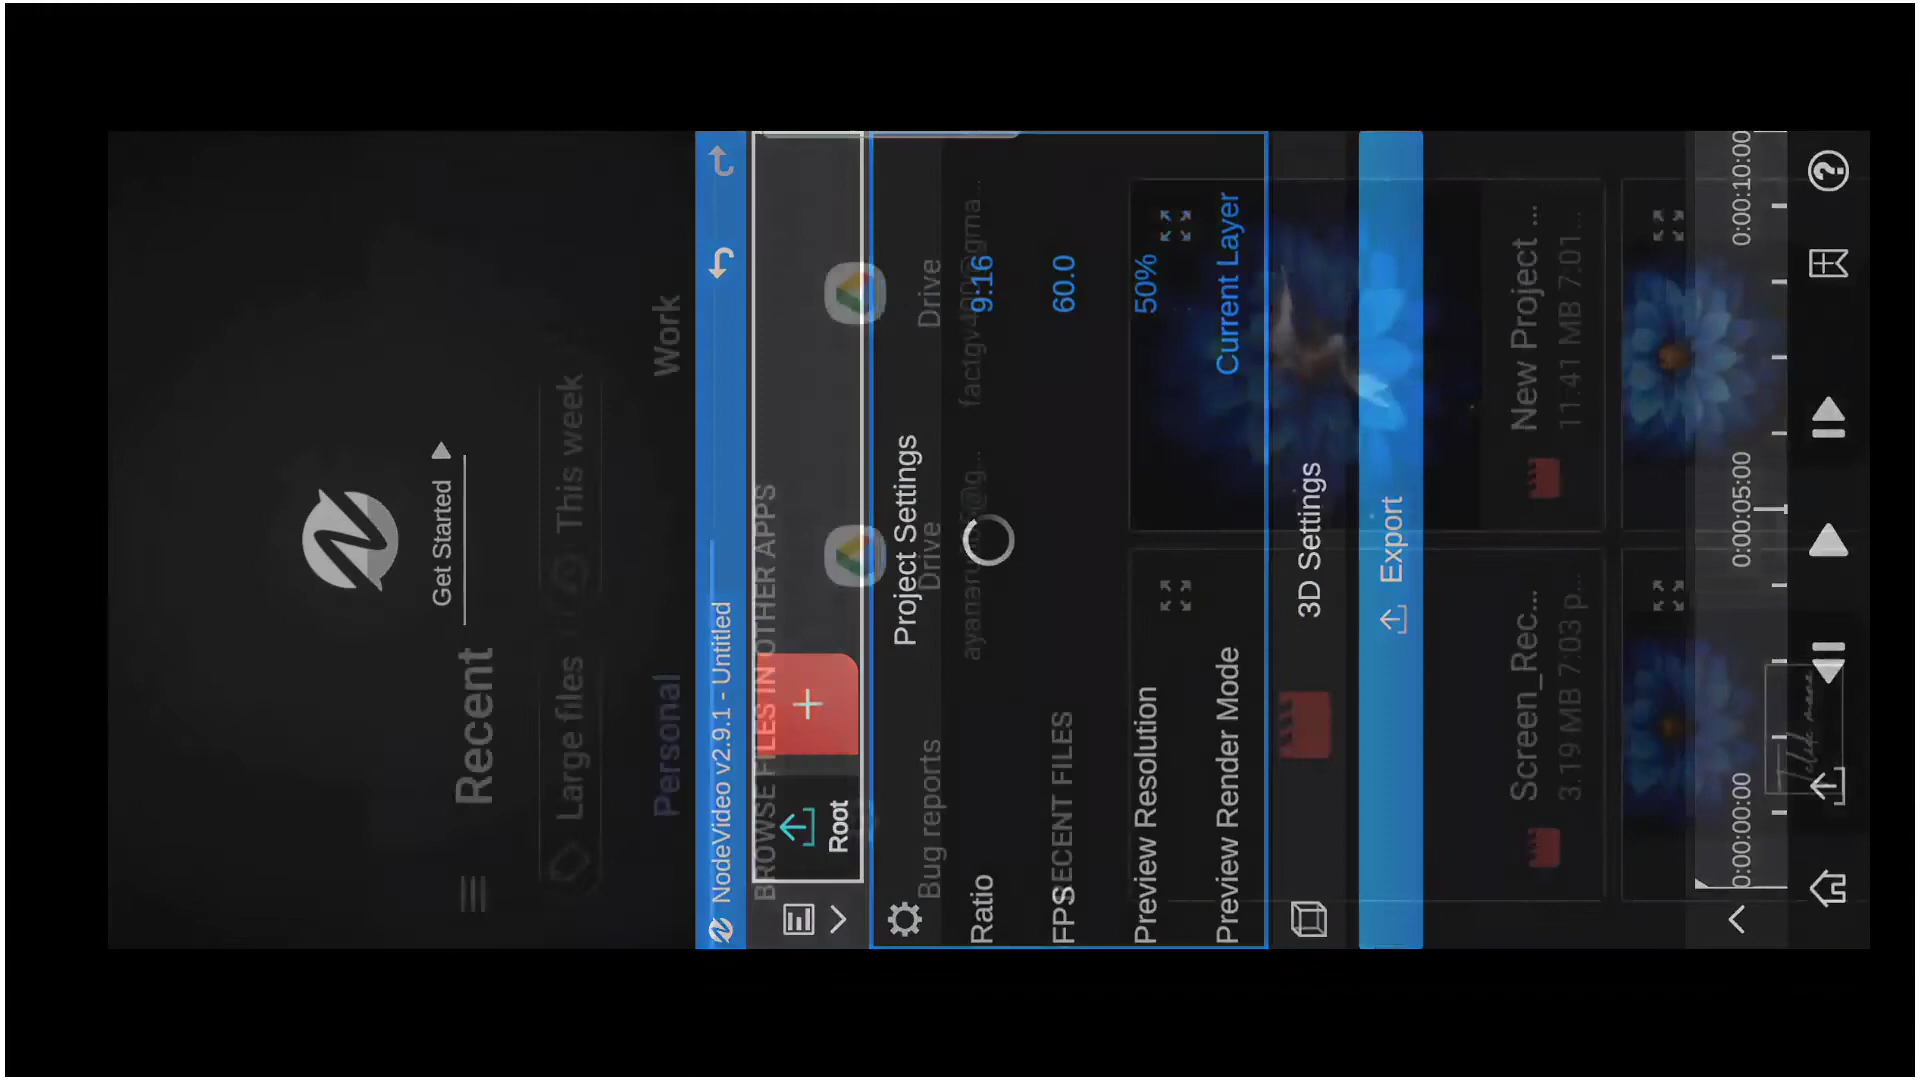 Get Started
Recent
Large files
This week
Personal
Work
NodeVideo v2.9.1 - Untitled
BROWSE FILES IN OTHER APPS
Root
Project Settings
Bug reports
Drive
Drive
Ratio
9:16
FPS
60.0
RECENT FILES
Preview Resolution
50%
Preview Render Mode
Current Layer
3D Settings
Export
Screen_Rec...
3.19 MB 7:03 p...
New Project ...
11:41 MB 7:01...
0:00:00:00
0:00:05:00
0:00:10:00